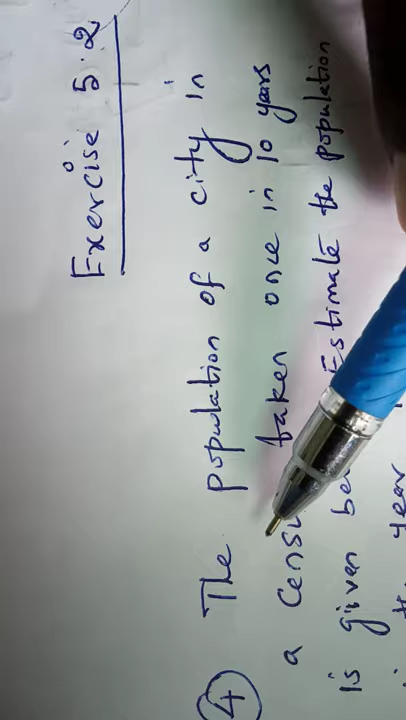 Exercise 5.2
④ The population of a city in
a taken once in 10 years
is given Estimate the population
year